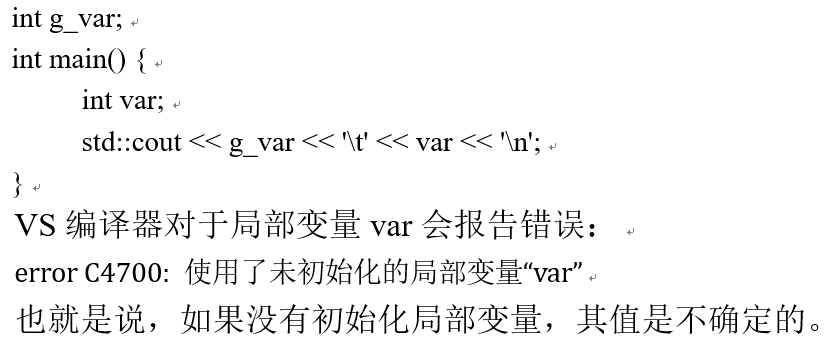 int g_var;
int main() {
int var;
std::cout << g_var << '\t' << var << '\n';
}
VS 编译器对于局部变量 var 会报告错误：
error C4700: 使用了未初始化的局部变量“var”
也就是说，如果没有初始化局部变量，其值是不确定的。